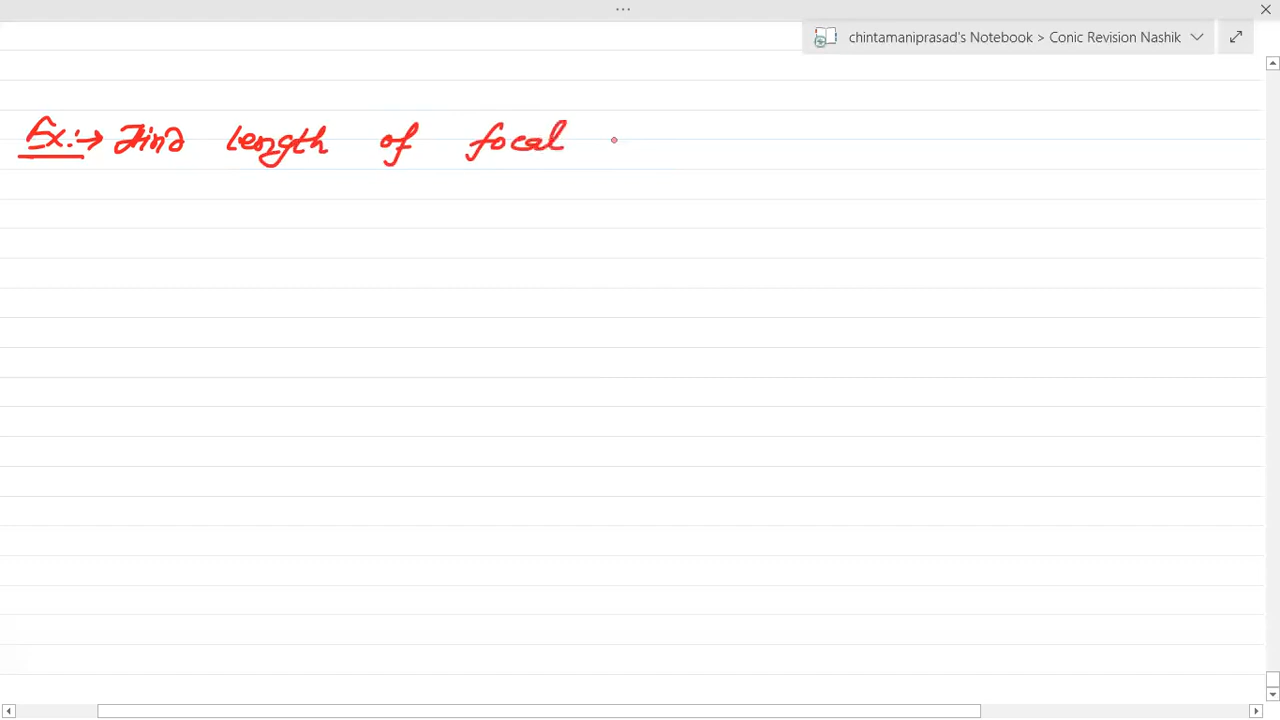 chintamaniprasad's Notebook > Conic Revision Nashik
Ex:→ Find length of focal